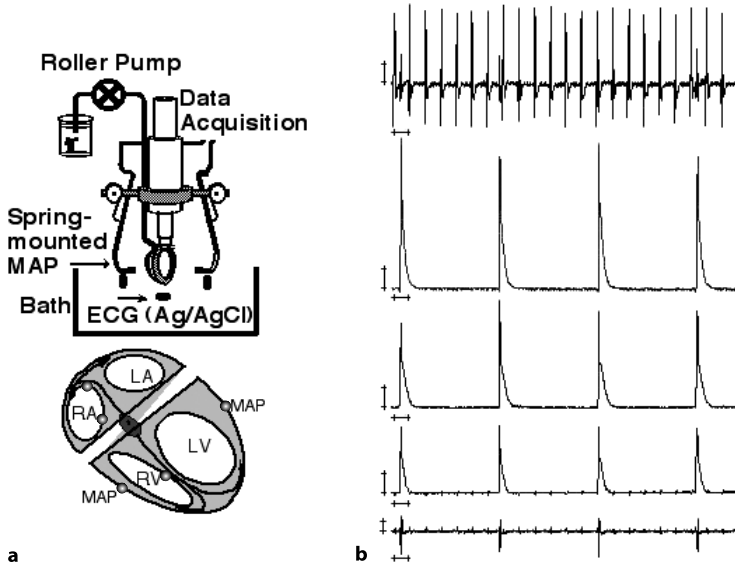 Roller Pump
Data
Acquisition
Spring-
mounted
MAP
Bath
ECG (Ag/AgCl)
LA
RA
MAP
LV
RV
MAP
a
b